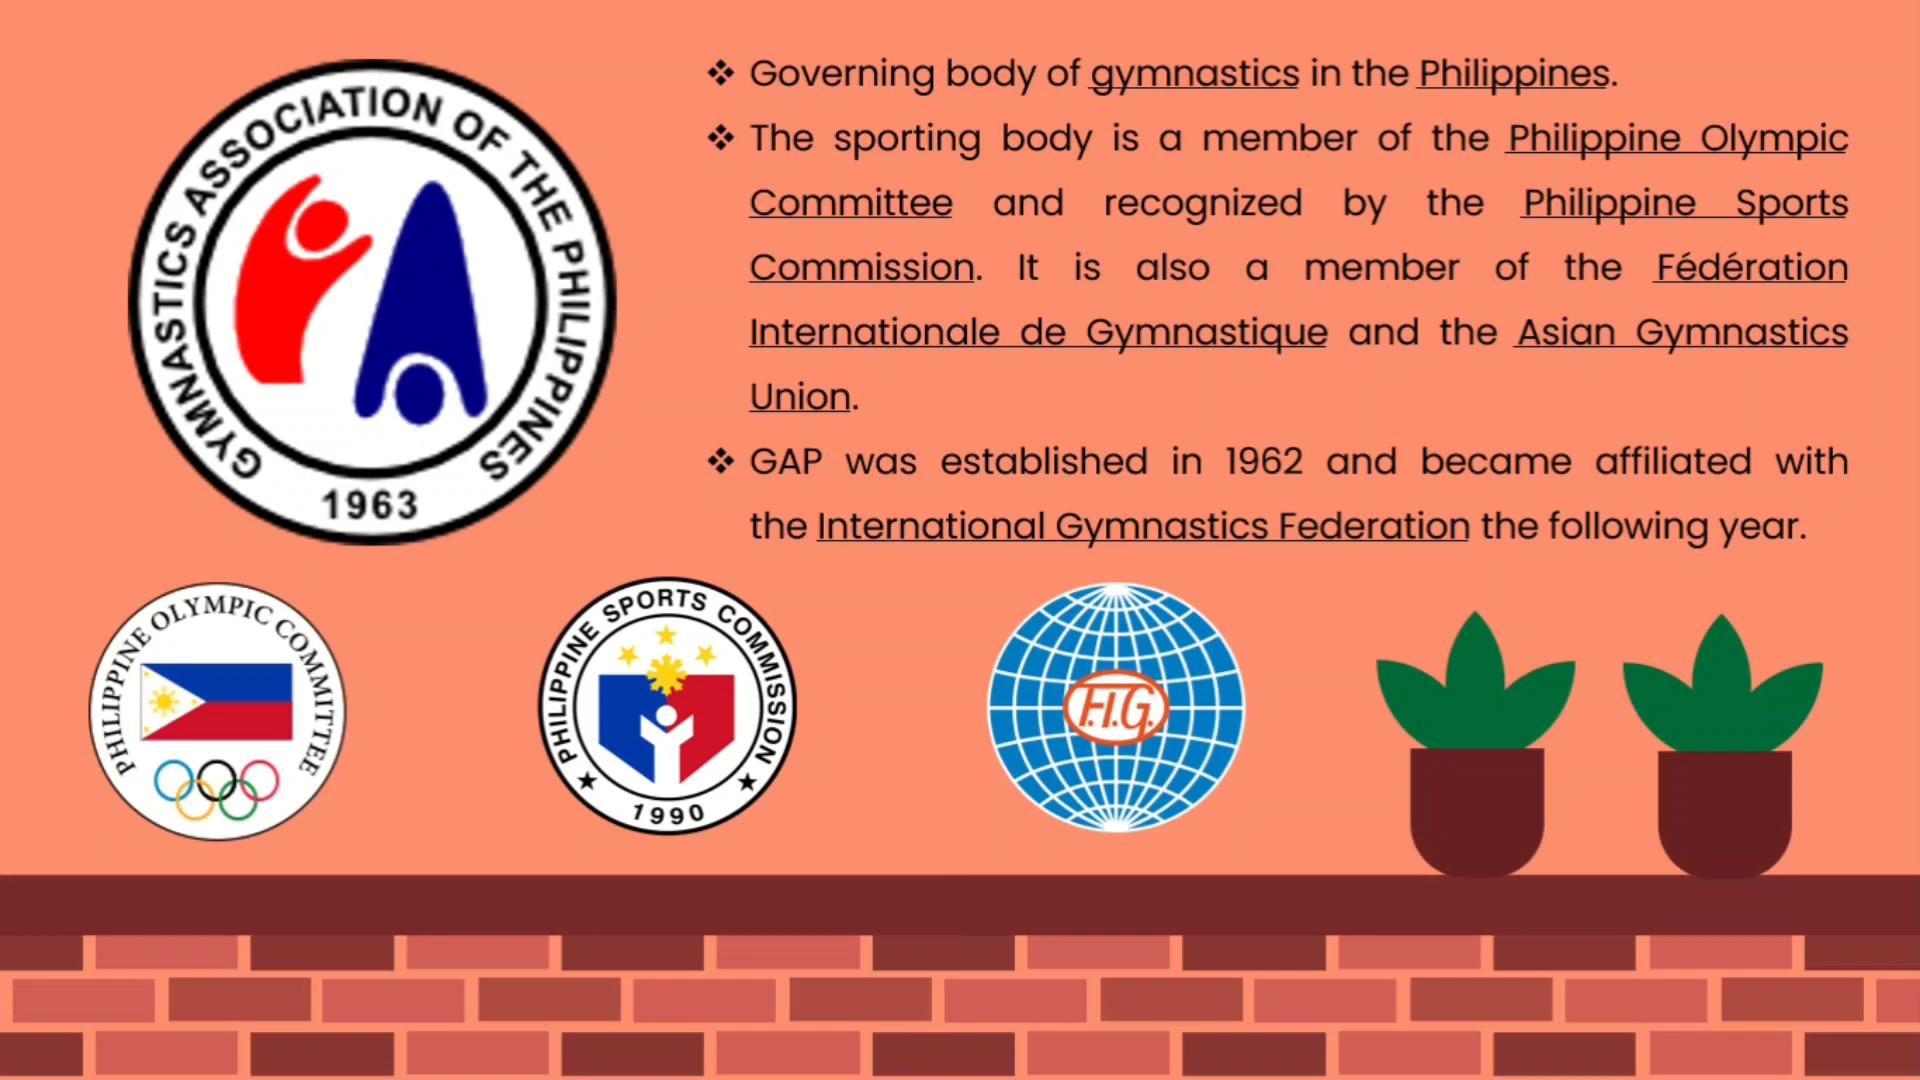 GYMNASTICS ASSOCIATION OF THE PHILIPPINES
1963
❖ Governing body of gymnastics in the Philippines.
❖ The sporting body is a member of the Philippine Olympic
Committee and recognized by the Philippine Sports
Commission. It is also a member of the Fédération
Internationale de Gymnastique and the Asian Gymnastics
Union.
❖ GAP was established in 1962 and became affiliated with
the International Gymnastics Federation the following year.
PHILIPPINE OLYMPIC COMMITTEE
PHILIPPINE SPORTS COMMISSION
1990
F.I.G.